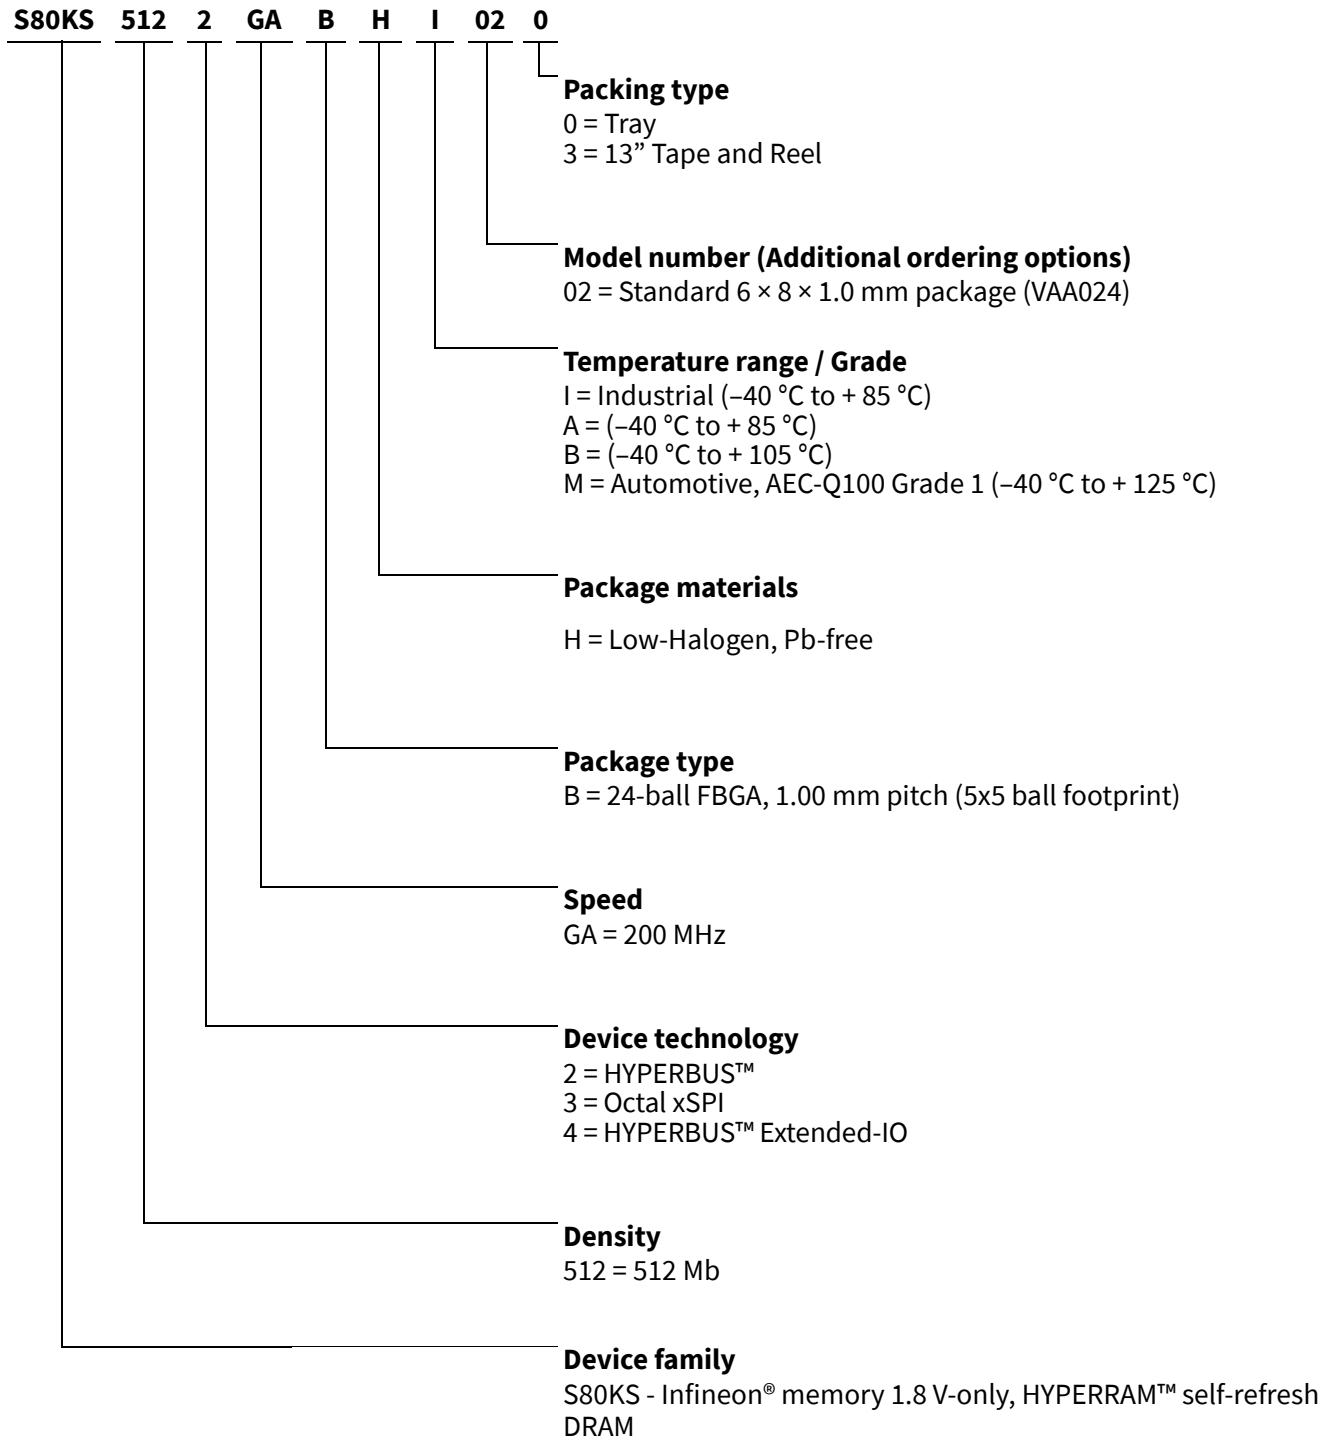 S80KS 512 2 GA B H I 02 0
Packing type
0 = Tray
3 = 13” Tape and Reel
Model number (Additional ordering options)
02 = Standard 6 × 8 × 1.0 mm package (VAA024)
Temperature range / Grade
I = Industrial (–40 °C to + 85 °C)
A = (–40 °C to + 85 °C)
B = (–40 °C to + 105 °C)
M = Automotive, AEC-Q100 Grade 1 (–40 °C to + 125 °C)
Package materials
H = Low-Halogen, Pb-free
Package type
B = 24-ball FBGA, 1.00 mm pitch (5x5 ball footprint)
Speed
GA = 200 MHz
Device technology
2 = HYPERBUS™
3 = Octal xSPI
4 = HYPERBUS™ Extended-IO
Density
512 = 512 Mb
Device family
S80KS - Infineon® memory 1.8 V-only, HYPERRAM™ self-refresh
DRAM